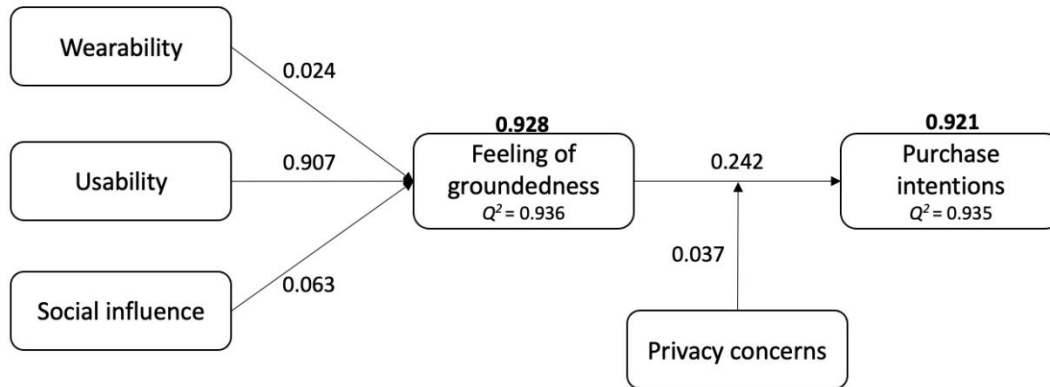 Wearability
0.024
Usability
0.907
Social influence
0.063
0.928
Feeling of
groundedness
Q² = 0.936
0.242
0.037
Privacy concerns
0.921
Purchase
intentions
Q² = 0.935